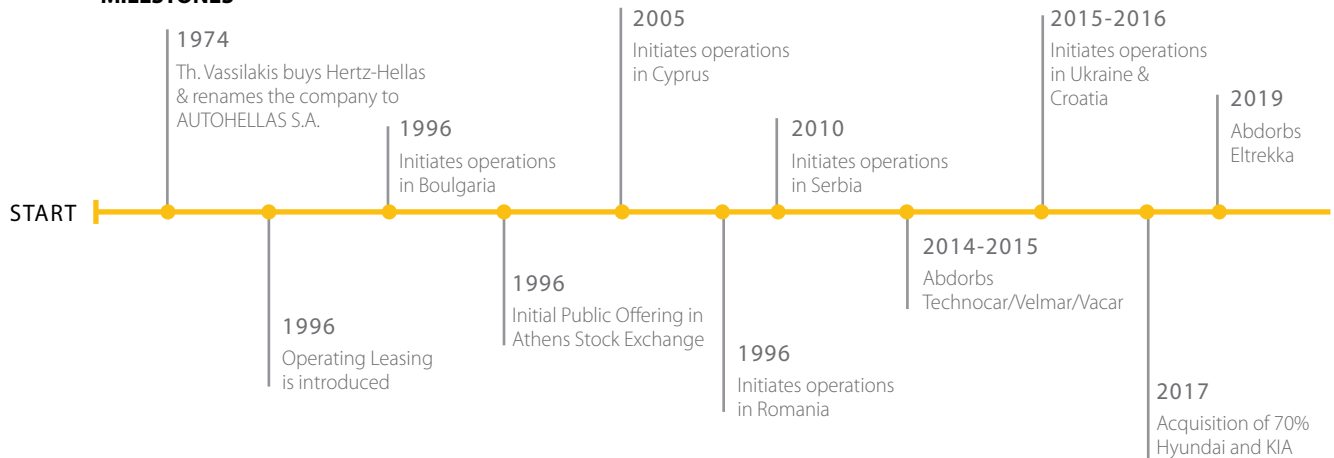 MILESTONES
1974
Th. Vassilakis buys Hertz-Hellas
& renames the company to
AUTOHELLAS S.A.
1996
Initiates operations
in Boulgaria
2005
Initiates operations
in Cyprus
2010
Initiates operations
in Serbia
2015-2016
Initiates operations
in Ukraine &
Croatia
2019
Abdorbs
Eltrekka
START
1996
Operating Leasing
is introduced
1996
Initial Public Offering in
Athens Stock Exchange
1996
Initiates operations
in Romania
2014-2015
Abdorbs
Technocar/Velmar/Vacar
2017
Acquisition of 70%
Hyundai and KIA